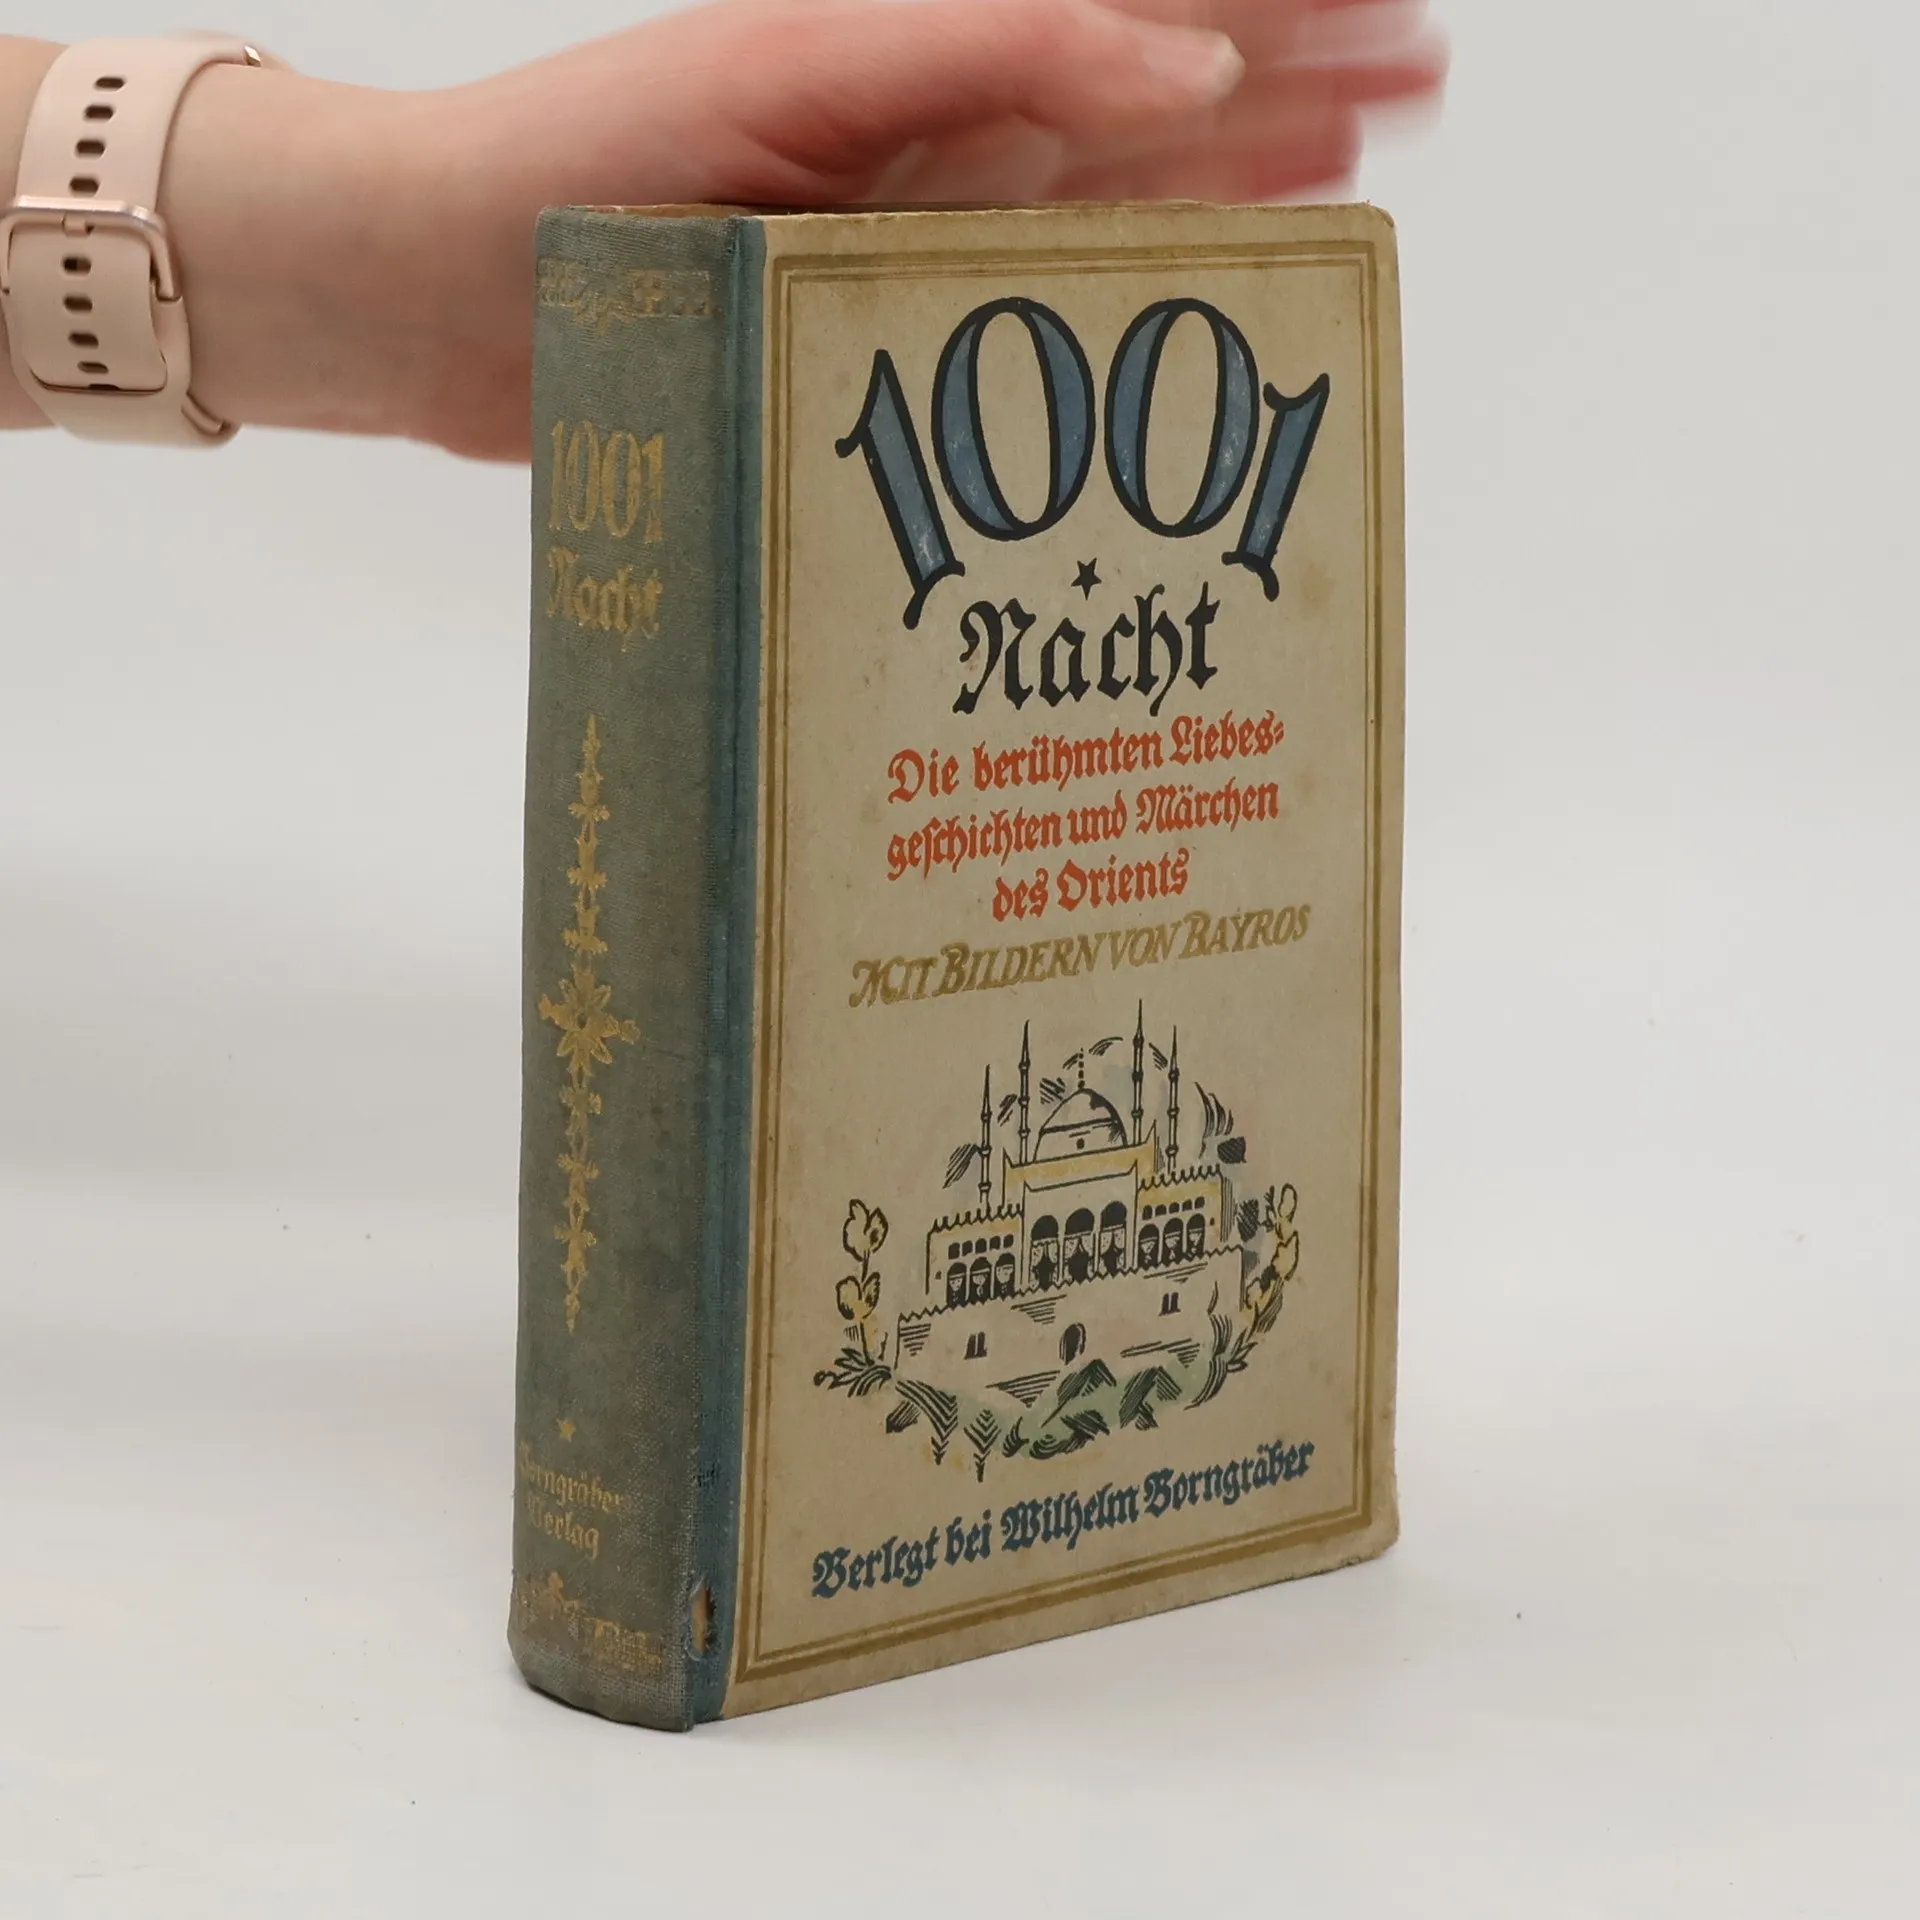 1001
Nacht
Borngräber
Verlag
1001
Nacht
Die berühmten Liebes-
geschichten und Märchen
des Orients
MIT BILDERN VON BAYROS
Verlegt bei Wilhelm Borngräber